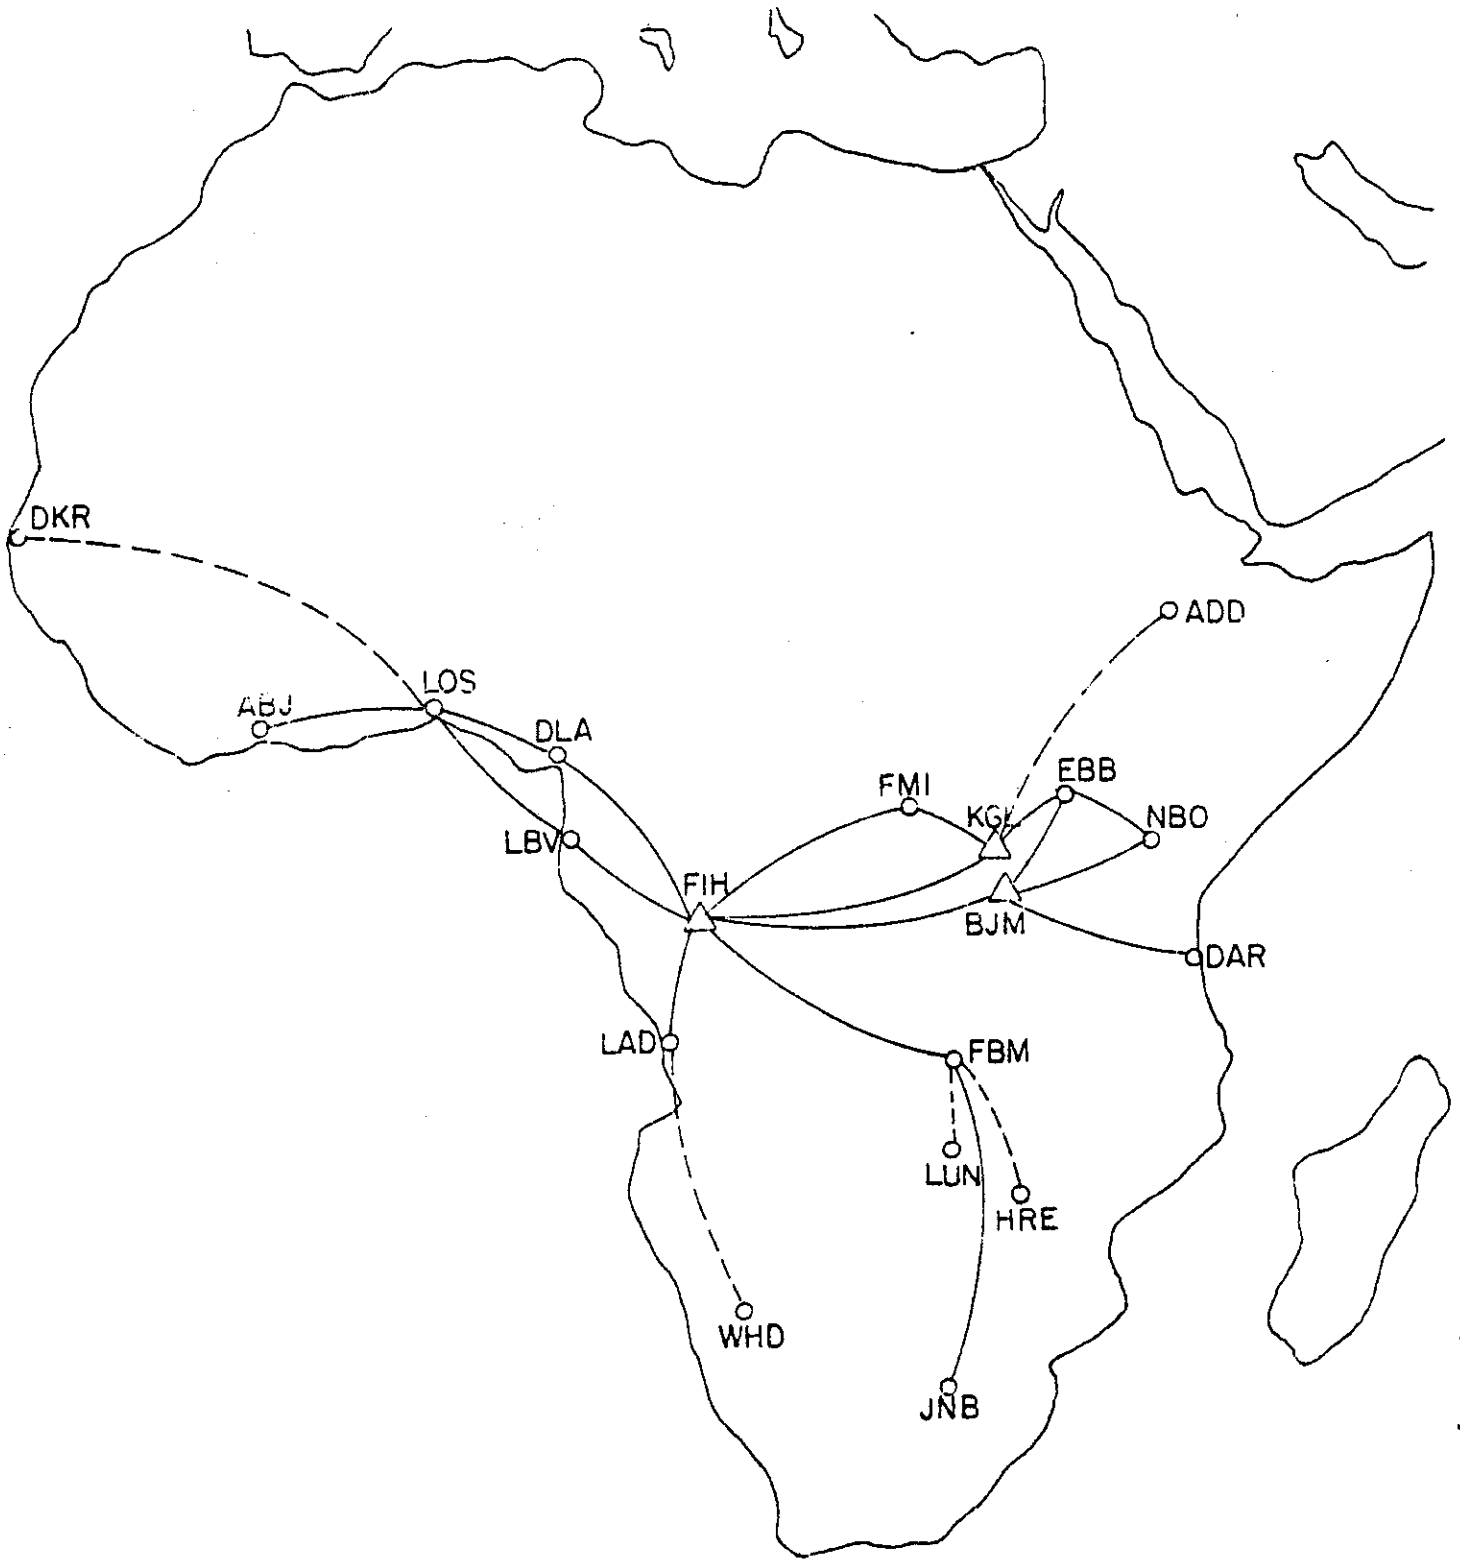 DKR
ADD
LOS
ABJ
DLA
EBB
FMI
KGL
NBO
LBV
FIH
BJM
DAR
LAD
FBM
LUN
HRE
WHD
JNB